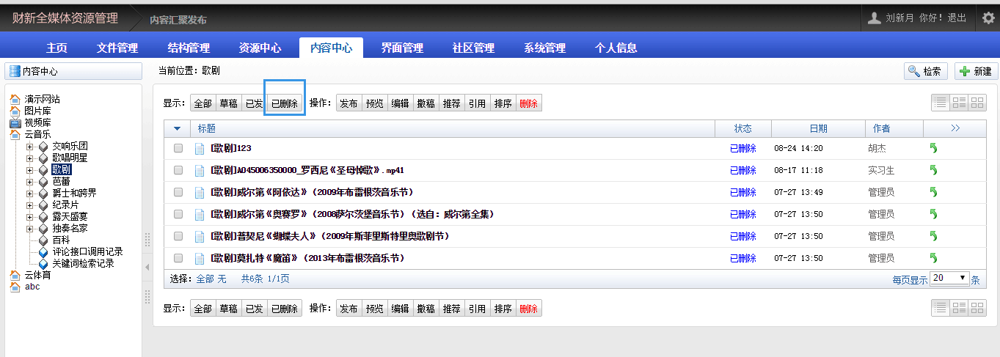 财新全媒体资源管理 内容汇聚发布 刘新月 你好！退出
主页 文件管理 结构管理 资源中心 内容中心 界面管理 社区管理 系统管理 个人信息
内容中心
当前位置：歌剧 检索 新建
演示网站
图片库
视频库
云音乐
交响乐团
歌唱明星
歌剧
芭蕾
爵士和跨界
纪录片
露天盛宴
独奏名家
百科
评论接口调用记录
关键词检索记录
云体育
abc
显示： 全部 草稿 已发 已删除 操作： 发布 预览 编辑 撤稿 推荐 引用 排序 删除
标题 状态 日期 作者 >>
[歌剧]123 已删除 08-24 14:20 胡杰
[歌剧]A045006350000_罗西尼《圣母悼歌》.mp41 已删除 08-17 11:18 实习生
[歌剧]威尔第《阿依达》（2009年布雷根茨音乐节） 已删除 07-27 13:49 管理员
[歌剧]威尔第《奥赛罗》（2008萨尔茨堡音乐节）（选自：威尔第全集） 已删除 07-27 13:50 管理员
[歌剧]普契尼《蝴蝶夫人》（2009年斯菲里斯特里奥歌剧节） 已删除 07-27 13:50 管理员
[歌剧]莫扎特《魔笛》（2013年布雷根茨音乐节） 已删除 07-27 13:50 管理员
选择： 全部 无 共6条 1/1页 每页显示 20 条
显示： 全部 草稿 已发 已删除 操作： 发布 预览 编辑 撤稿 推荐 引用 排序 删除